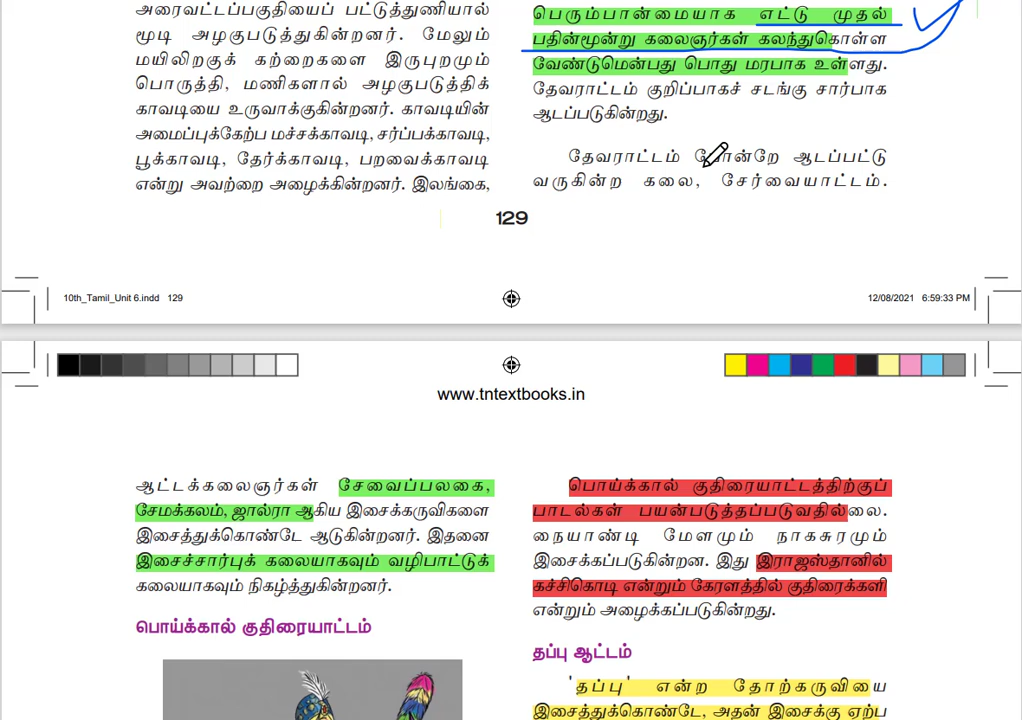 அரைவட்டப்பகுதியைப் பட்டுத்துணியால்
மூடி அழகுபடுத்துகின்றனர். மேலும்
மயிலிறகுக் கற்றைகளை இருபுறமும்
பொருத்தி, மணிகளால் அழகுபடுத்திக்
காவடியை உருவாக்குகின்றனர். காவடியின்
அமைப்புக்கேற்ப மச்சக்காவடி, சர்ப்பக்காவடி,
பூக்காவடி, தேர்க்காவடி, பறவைக்காவடி
என்று அவற்றை அழைக்கின்றனர். இலங்கை,
பெரும்பான்மையாக எட்டு முதல்
பதின்மூன்று கலைஞர்கள் கலந்துகொள்ள
வேண்டுமென்பது பொது மரபாக உள்ளது.
தேவராட்டம் குறிப்பாகச் சடங்கு சார்பாக
ஆடப்படுகின்றது.
தேவராட்டம் போன்றே ஆடப்பட்டு
வருகின்ற கலை, சேர்வையாட்டம்.
129
10th_Tamil_Unit 6.indd 129
12/08/2021 6:59:33 PM
www.tntextbooks.in
ஆட்டக்கலைஞர்கள் சேவைப்பலகை,
சேமக்கலம், ஜால்ரா ஆகிய இசைக்கருவிகளை
இசைத்துக்கொண்டே ஆடுகின்றனர். இதனை
இசைச்சார்புக் கலையாகவும் வழிபாட்டுக்
கலையாகவும் நிகழ்த்துகின்றனர்.
பொய்க்கால் குதிரையாட்டம்
பொய்க்கால் குதிரையாட்டத்திற்குப்
பாடல்கள் பயன்படுத்தப்படுவதில்லை.
நையாண்டி மேளமும் நாகசுரமும்
இசைக்கப்படுகின்றன. இது இராஜஸ்தானில்
கச்சிகொடி என்றும் கேரளத்தில் குதிரைக்களி
என்றும் அழைக்கப்படுகின்றது.
தப்பு ஆட்டம்
'தப்பு' என்ற தோற்கருவியை
இசைத்துக்கொண்டே, அதன் இசைக்கு ஏற்ப